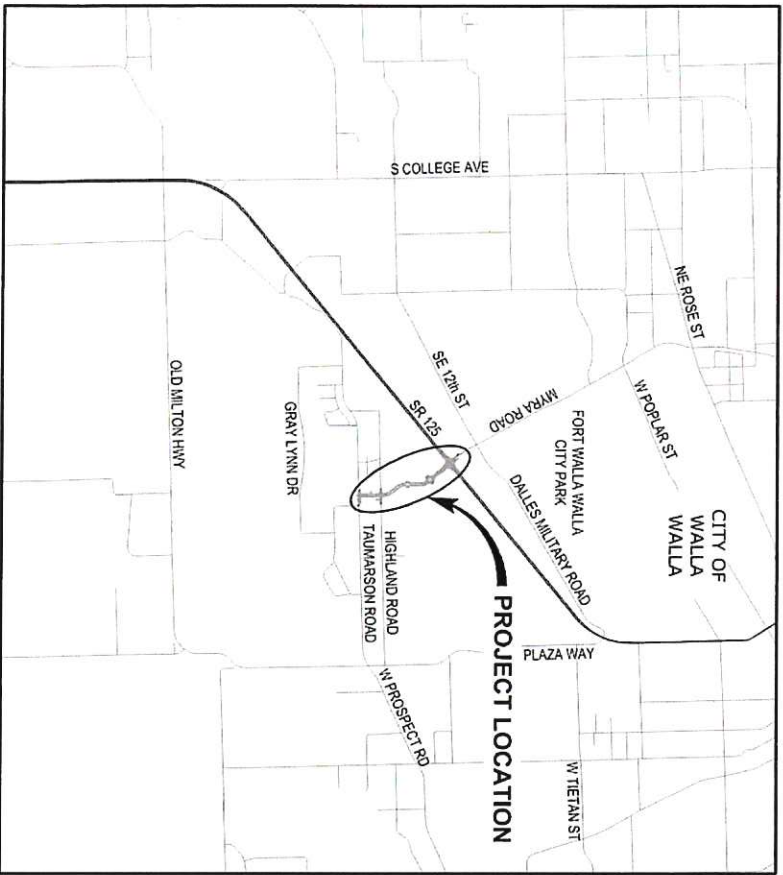 S COLLEGE AVE
NE ROSE ST
W POPLAR ST
CITY OF
WALLA
WALLA
MYRA ROAD
FORT WALLA WALLA
CITY PARK
SE 12th ST
DALLES MILITARY ROAD
SR 125
OLD MILTON HWY
GRAY LYNN DR
HIGHLAND ROAD
TAUMARSON ROAD
PROJECT LOCATION
PLAZA WAY
W PROSPECT RD
W TIETAN ST